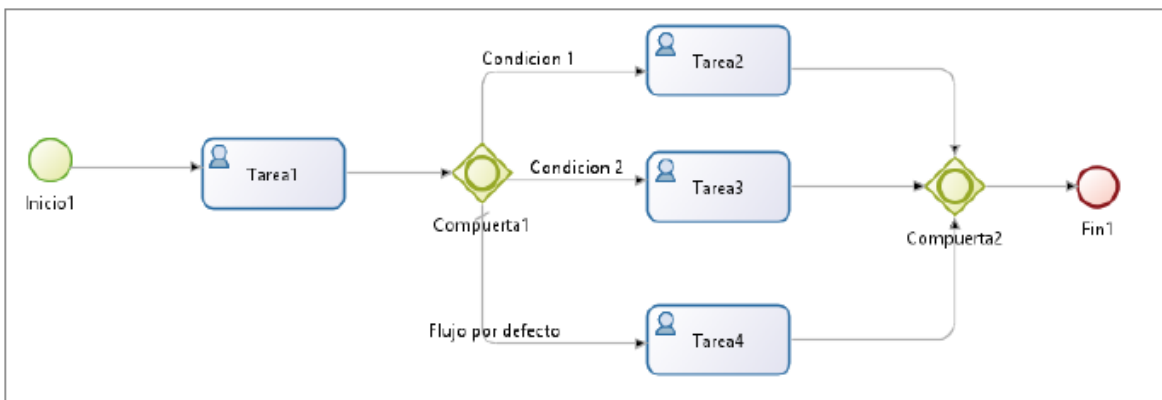 Inicio1
Tarea1
Compuerta1
Condicion 1
Tarea2
Condicion 2
Tarea3
Flujo por defecto
Tarea4
Compuerta2
Fin1